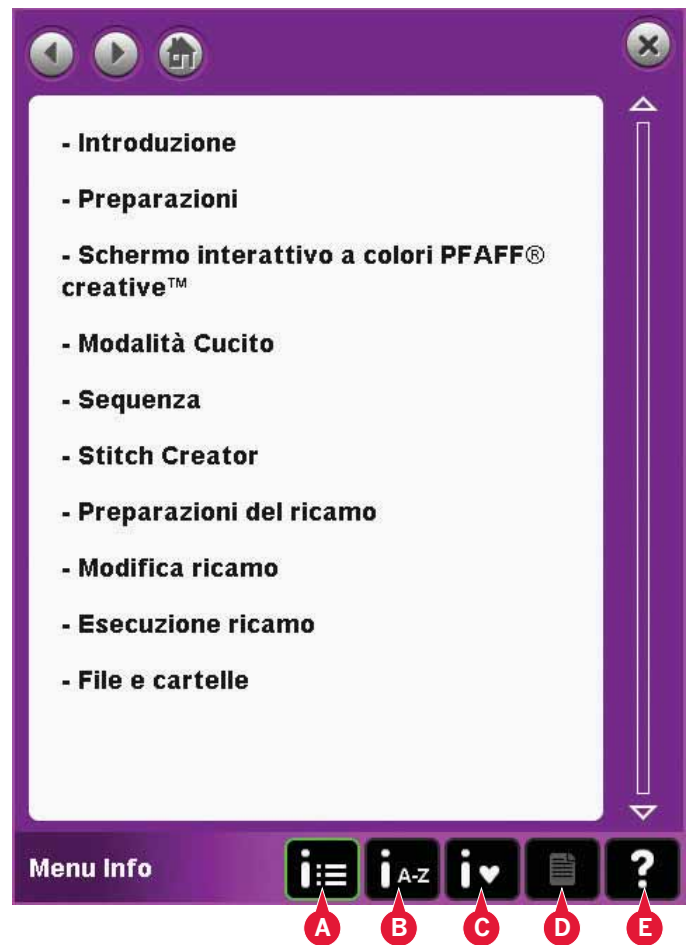 - Introduzione
- Preparazioni
- Schermo interattivo a colori PFAFF®
creative™
- Modalità Cucito
- Sequenza
- Stitch Creator
- Preparazioni del ricamo
- Modifica ricamo
- Esecuzione ricamo
- File e cartelle
Menu Info
i i A-Z i ?
A B C D E